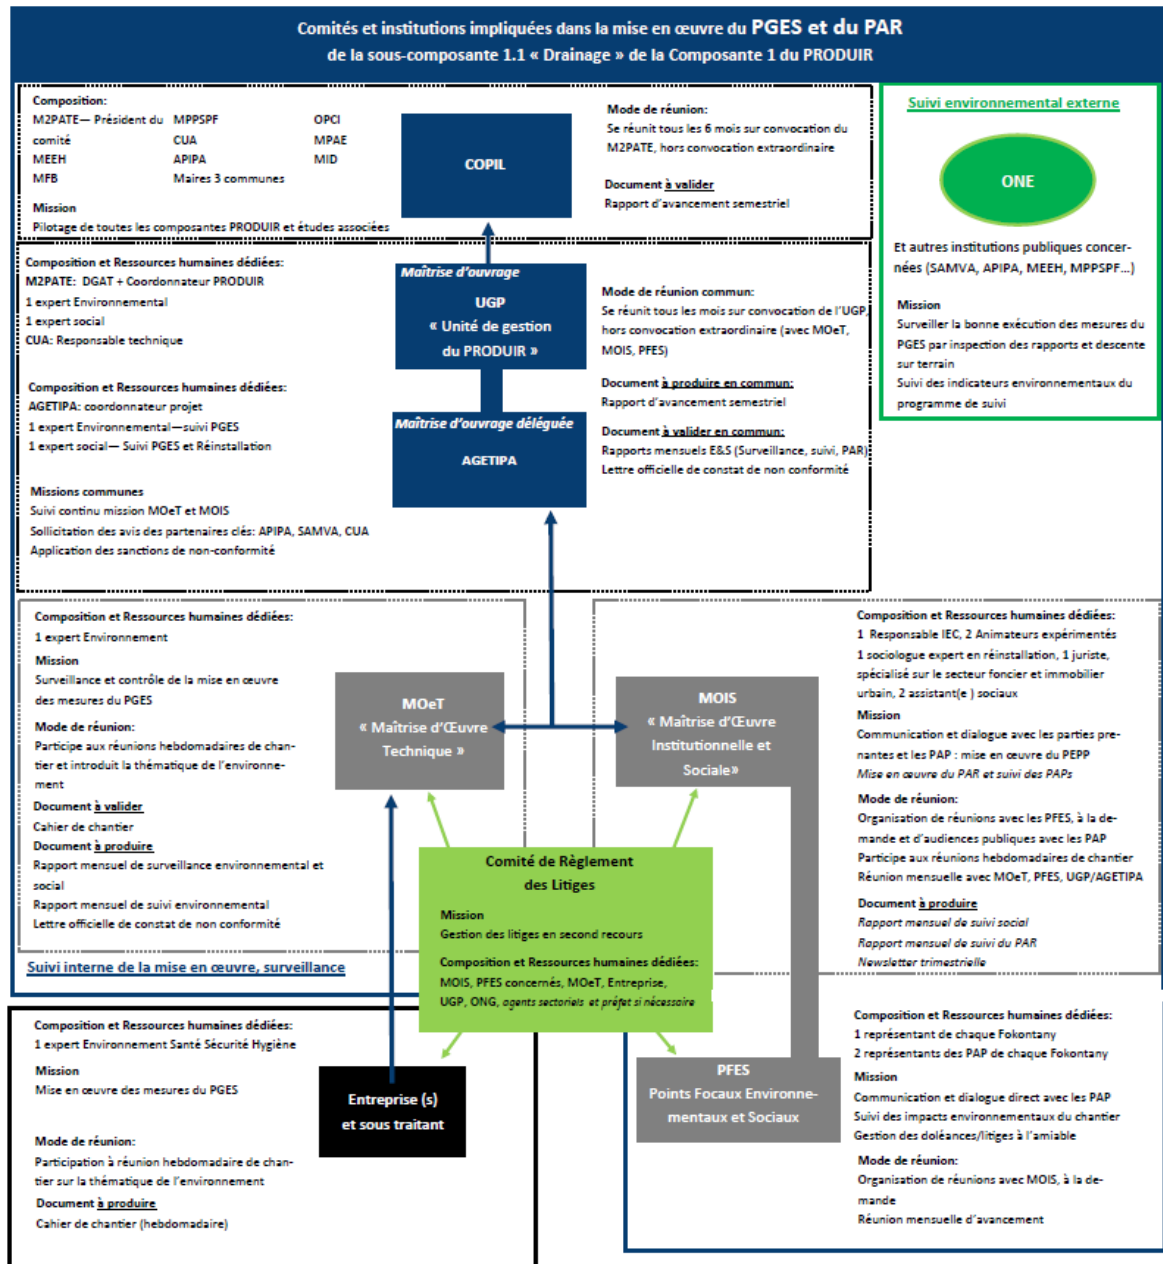 Comités et institutions impliquées dans la mise en œuvre du PGES et du PAR
de la sous-composante 1.1 « Drainage » de la Composante 1 du PRODUIR
Composition:
M2PATE— Président du
comité
MEEH
MFB
MPPSPF
CUA
APIPA
Maires 3 communes
OPCI
MPAE
MID
Mission
Pilotage de toutes les composantes PRODUIR et études associées
COPIL
Mode de réunion:
Se réunit tous les 6 mois sur convocation du
M2PATE, hors convocation extraordinaire
Document à valider
Rapport d'avancement semestriel
Suivi environnemental externe
ONE
Et autres institutions publiques concer-
nées (SAMVA, APIPA, MEEH, MPPSPF...)
Mission
Surveiller la bonne exécution des mesures du
PGES par inspection des rapports et descente
sur terrain
Suivi des indicateurs environnementaux du
programme de suivi
Composition et Ressources humaines dédiées:
M2PATE: DGAT + Coordonnateur PRODUIR
1 expert Environnemental
1 expert social
CUA: Responsable technique
Composition et Ressources humaines dédiées:
AGETIPA: coordonnateur projet
1 expert Environnemental—suivi PGES
1 expert social— Suivi PGES et Réinstallation
Missions communes
Suivi continu mission MOeT et MOIS
Sollicitation des avis des partenaires clés: APIPA, SAMVA, CUA
Application des sanctions de non-conformité
Maîtrise d'ouvrage
UGP
« Unité de gestion
du PRODUIR »
Maîtrise d'ouvrage déléguée
AGETIPA
Mode de réunion commun:
Se réunit tous les mois sur convocation de l'UGP,
hors convocation extraordinaire (avec MOeT,
MOIS, PFES)
Document à produire en commun:
Rapport d'avancement semestriel
Document à valider en commun:
Rapports mensuels E&S (Surveillance, suivi, PAR)
Lettre officielle de constat de non conformité
Composition et Ressources humaines dédiées:
1 expert Environnement
Mission
Surveillance et contrôle de la mise en œuvre
des mesures du PGES
Mode de réunion:
Participe aux réunions hebdomadaires de chan-
tier et introduit la thématique de l'environne-
ment
Document à valider
Cahier de chantier
Document à produire
Rapport mensuel de surveillance environnemental et
social
Rapport mensuel de suivi environnemental
Lettre officielle de constat de non conformité
Suivi interne de la mise en œuvre, surveillance
MOeT
« Maîtrise d'Œuvre
Technique »
MOIS
« Maîtrise d'Œuvre
Institutionnelle et
Sociale»
Composition et Ressources humaines dédiées:
1 Responsable IEC, 2 Animateurs expérimentés
1 sociologue expert en réinstallation, 1 juriste,
spécialisé sur le secteur foncier et immobilier
urbain, 2 assistant(e ) sociaux
Mission
Communication et dialogue avec les parties pre-
nantes et les PAP : mise en œuvre du PEPP
Mise en œuvre du PAR et suivi des PAPs
Mode de réunion:
Organisation de réunions avec les PFES, à la de-
mande et d'audiences publiques avec les PAP
Participe aux réunions hebdomadaires de chantier
Réunion mensuelle avec MOeT, PFES, UGP/AGETIPA
Document à produire
Rapport mensuel de suivi social
Rapport mensuel de suivi du PAR
Newsletter trimestrielle
Comité de Règlement
des Litiges
Mission
Gestion des litiges en second recours
Composition et Ressources humaines dédiées:
MOIS, PFES concernés, MOeT, Entreprise,
UGP, ONG, agents sectoriels et préfet si nécessaire
Composition et Ressources humaines dédiées:
1 expert Environnement Santé Sécurité Hygiène
Mission
Mise en œuvre des mesures du PGES
Mode de réunion:
Participation à réunion hebdomadaire de chan-
tier sur la thématique de l'environnement
Document à produire
Cahier de chantier (hebdomadaire)
Entreprise (s)
et sous traitant
PFES
Points Focaux Environne-
mentaux et Sociaux
Composition et Ressources humaines dédiées:
1 représentant de chaque Fokontany
2 représentants des PAP de chaque Fokontany
Mission
Communication et dialogue direct avec les PAP
Suivi des impacts environnementaux du chantier
Gestion des doléances/litiges à l'amiable
Mode de réunion:
Organisation de réunions avec MOIS, à la de-
mande
Réunion mensuelle d'avancement